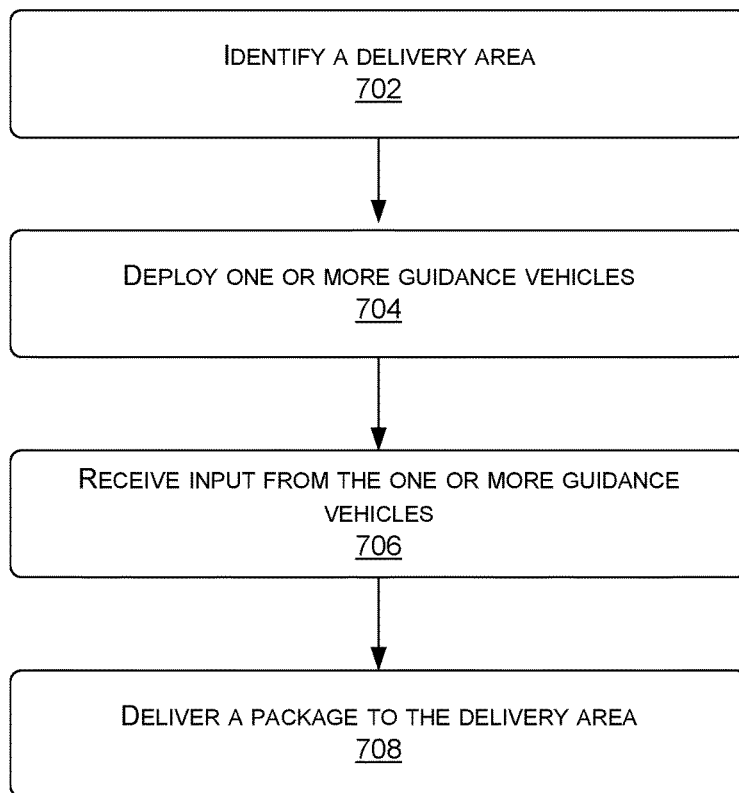 IDENTIFY A DELIVERY AREA
702
DEPLOY ONE OR MORE GUIDANCE VEHICLES
704
RECEIVE INPUT FROM THE ONE OR MORE GUIDANCE
VEHICLES
706
DELIVER A PACKAGE TO THE DELIVERY AREA
708